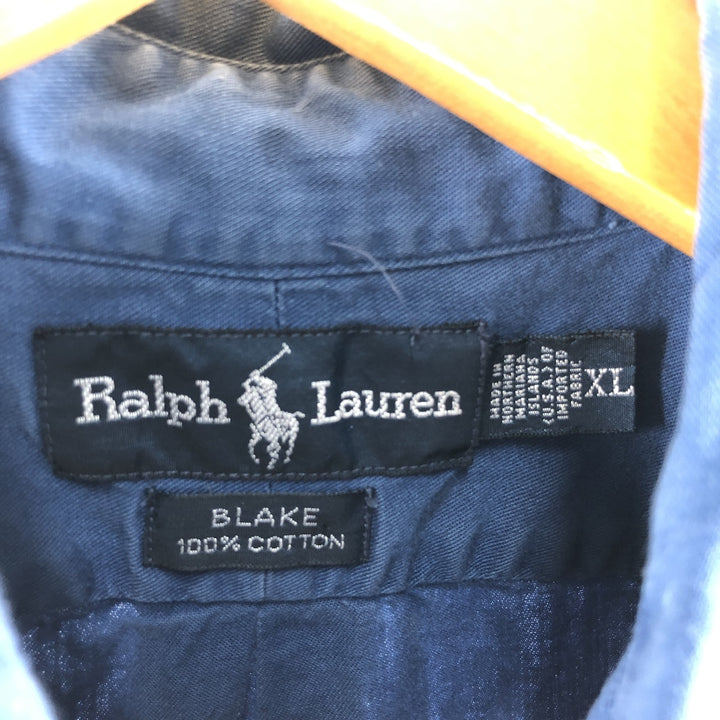 Ralph Lauren
MADE IN
NORTHERN
MARIANA
ISLANDS
(U.S.A.) OF
IMPORTED
FABRIC
XL
BLAKE
100% COTTON